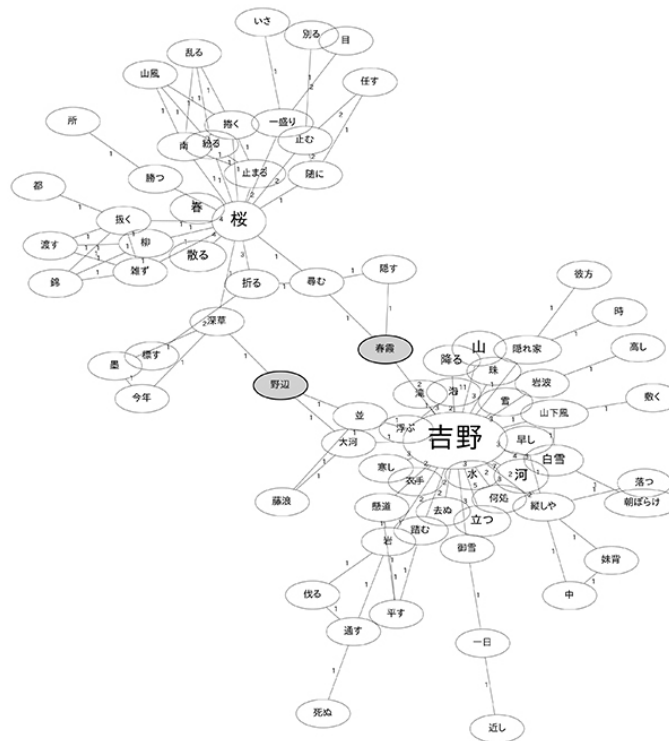 いさ
別る
目
乱る
山風
任す
捲く
一盛り
所
南
紛る
止む
止まる
随に
勝つ
都
春
桜
抜く
渡す
柳
散る
錦
雑ず
折る
尋む
隠す
彼方
深草
時
春霞
山
隠れ家
高し
標す
墨
降る
珠
今年
野辺
滝
泡
雪
岩波
敷く
並
山下風
浮ぶ
吉野
早し
大河
白雪
寒し
水
河
落つ
衣手
何処
藤浪
懸道
縦しや
朝ぼらけ
去ぬ
立つ
踏む
岩
御雪
妹背
伐る
中
平す
通す
一日
死ぬ
近し